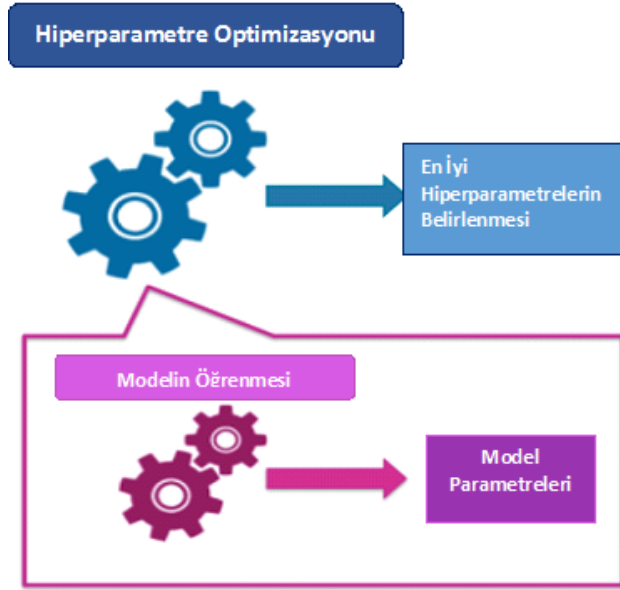 Hiperparametre Optimizasyonu
En İyi
Hiperparametrelerin
Belirlenmesi
Modelin Öğrenmesi
Model
Parametreleri